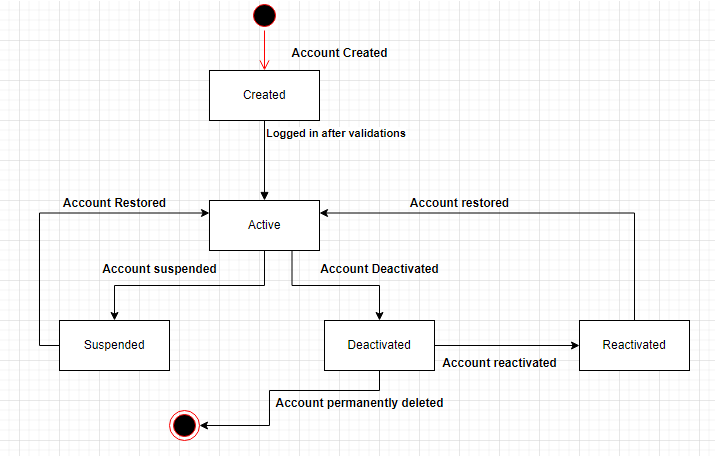 Account Created
Created
Logged in after validations
Account Restored
Account restored
Active
Account suspended
Account Deactivated
Suspended
Deactivated
Reactivated
Account reactivated
Account permanently deleted